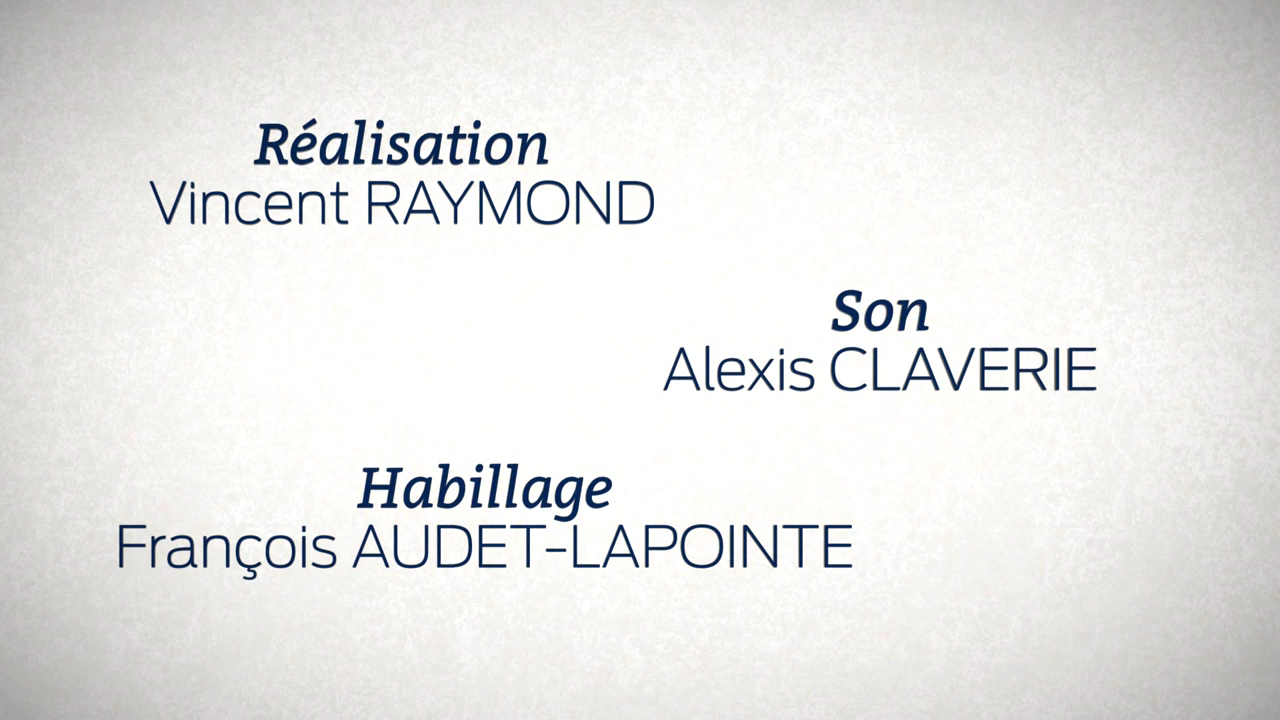 Réalisation
Vincent RAYMOND
Son
Alexis CLAVERIE
Habillage
François AUDET-LAPOINTE